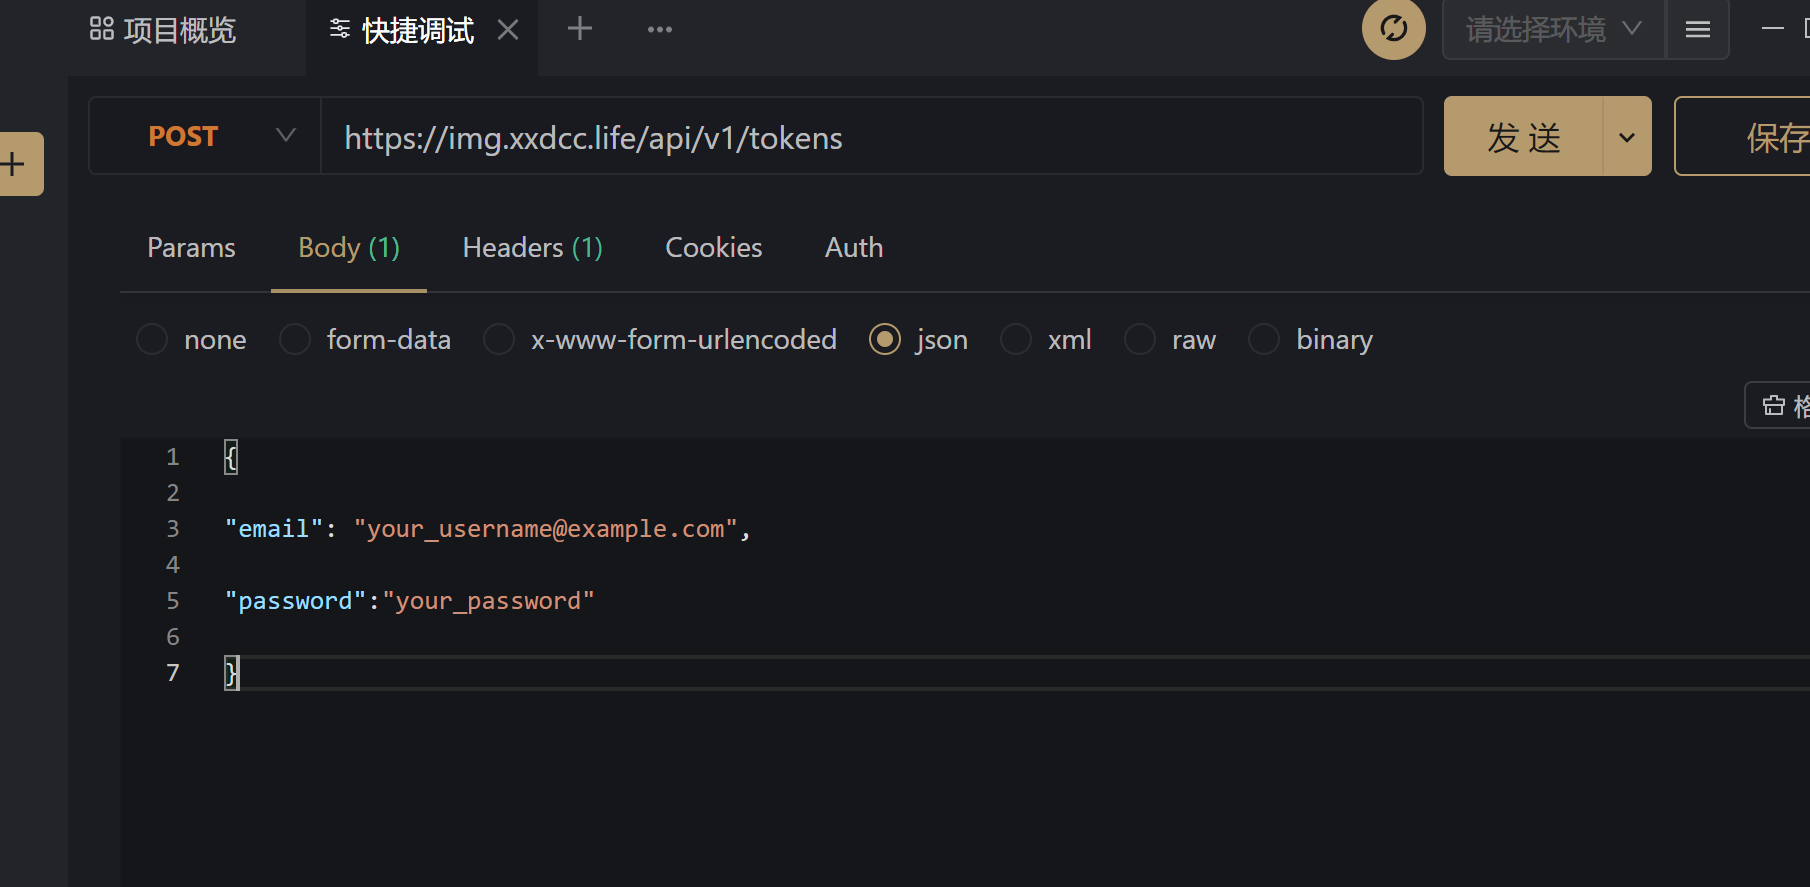 项目概览
快捷调试
请选择环境
POST
https://img.xxdcc.life/api/v1/tokens
发 送
保存
Params
Body (1)
Headers (1)
Cookies
Auth
none
form-data
x-www-form-urlencoded
json
xml
raw
binary
1 {
2
3 "email": "your_username@example.com",
4
5 "password":"your_password"
6
7 }